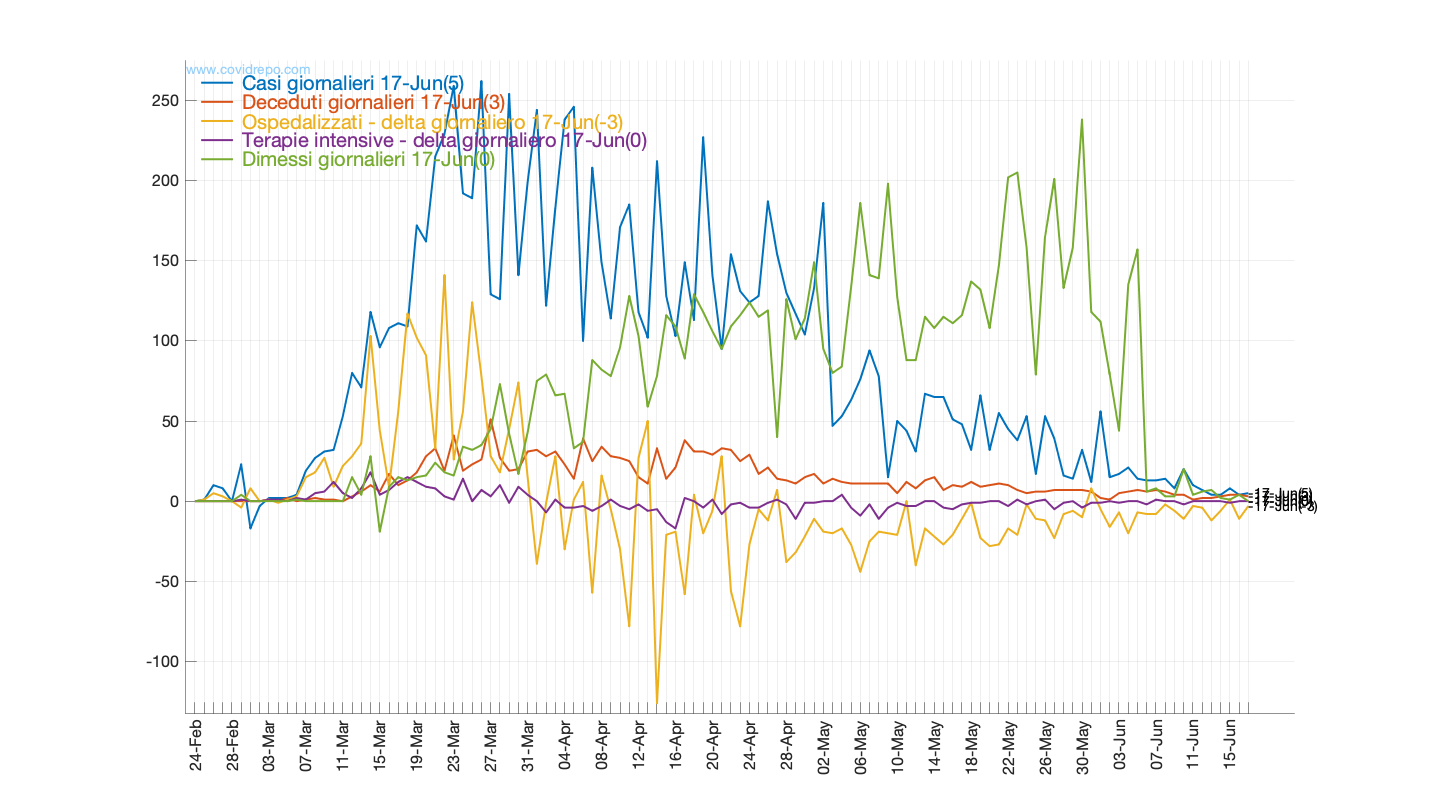 www.covidrepo.com
Casi giornalieri 17-Jun(5)
Deceduti giornalieri 17-Jun(3)
Ospedalizzati - delta giornaliero 17-Jun(-3)
Terapie intensive - delta giornaliero 17-Jun(0)
Dimessi giornalieri 17-Jun(0)
250
200
150
100
50
0
-50
-100
-17-Jun(5)
-17-Jun(-3)
24-Feb
28-Feb
03-Mar
07-Mar
11-Mar
15-Mar
19-Mar
23-Mar
27-Mar
31-Mar
04-Apr
08-Apr
12-Apr
16-Apr
20-Apr
24-Apr
28-Apr
02-May
06-May
10-May
14-May
18-May
22-May
26-May
30-May
03-Jun
07-Jun
11-Jun
15-Jun